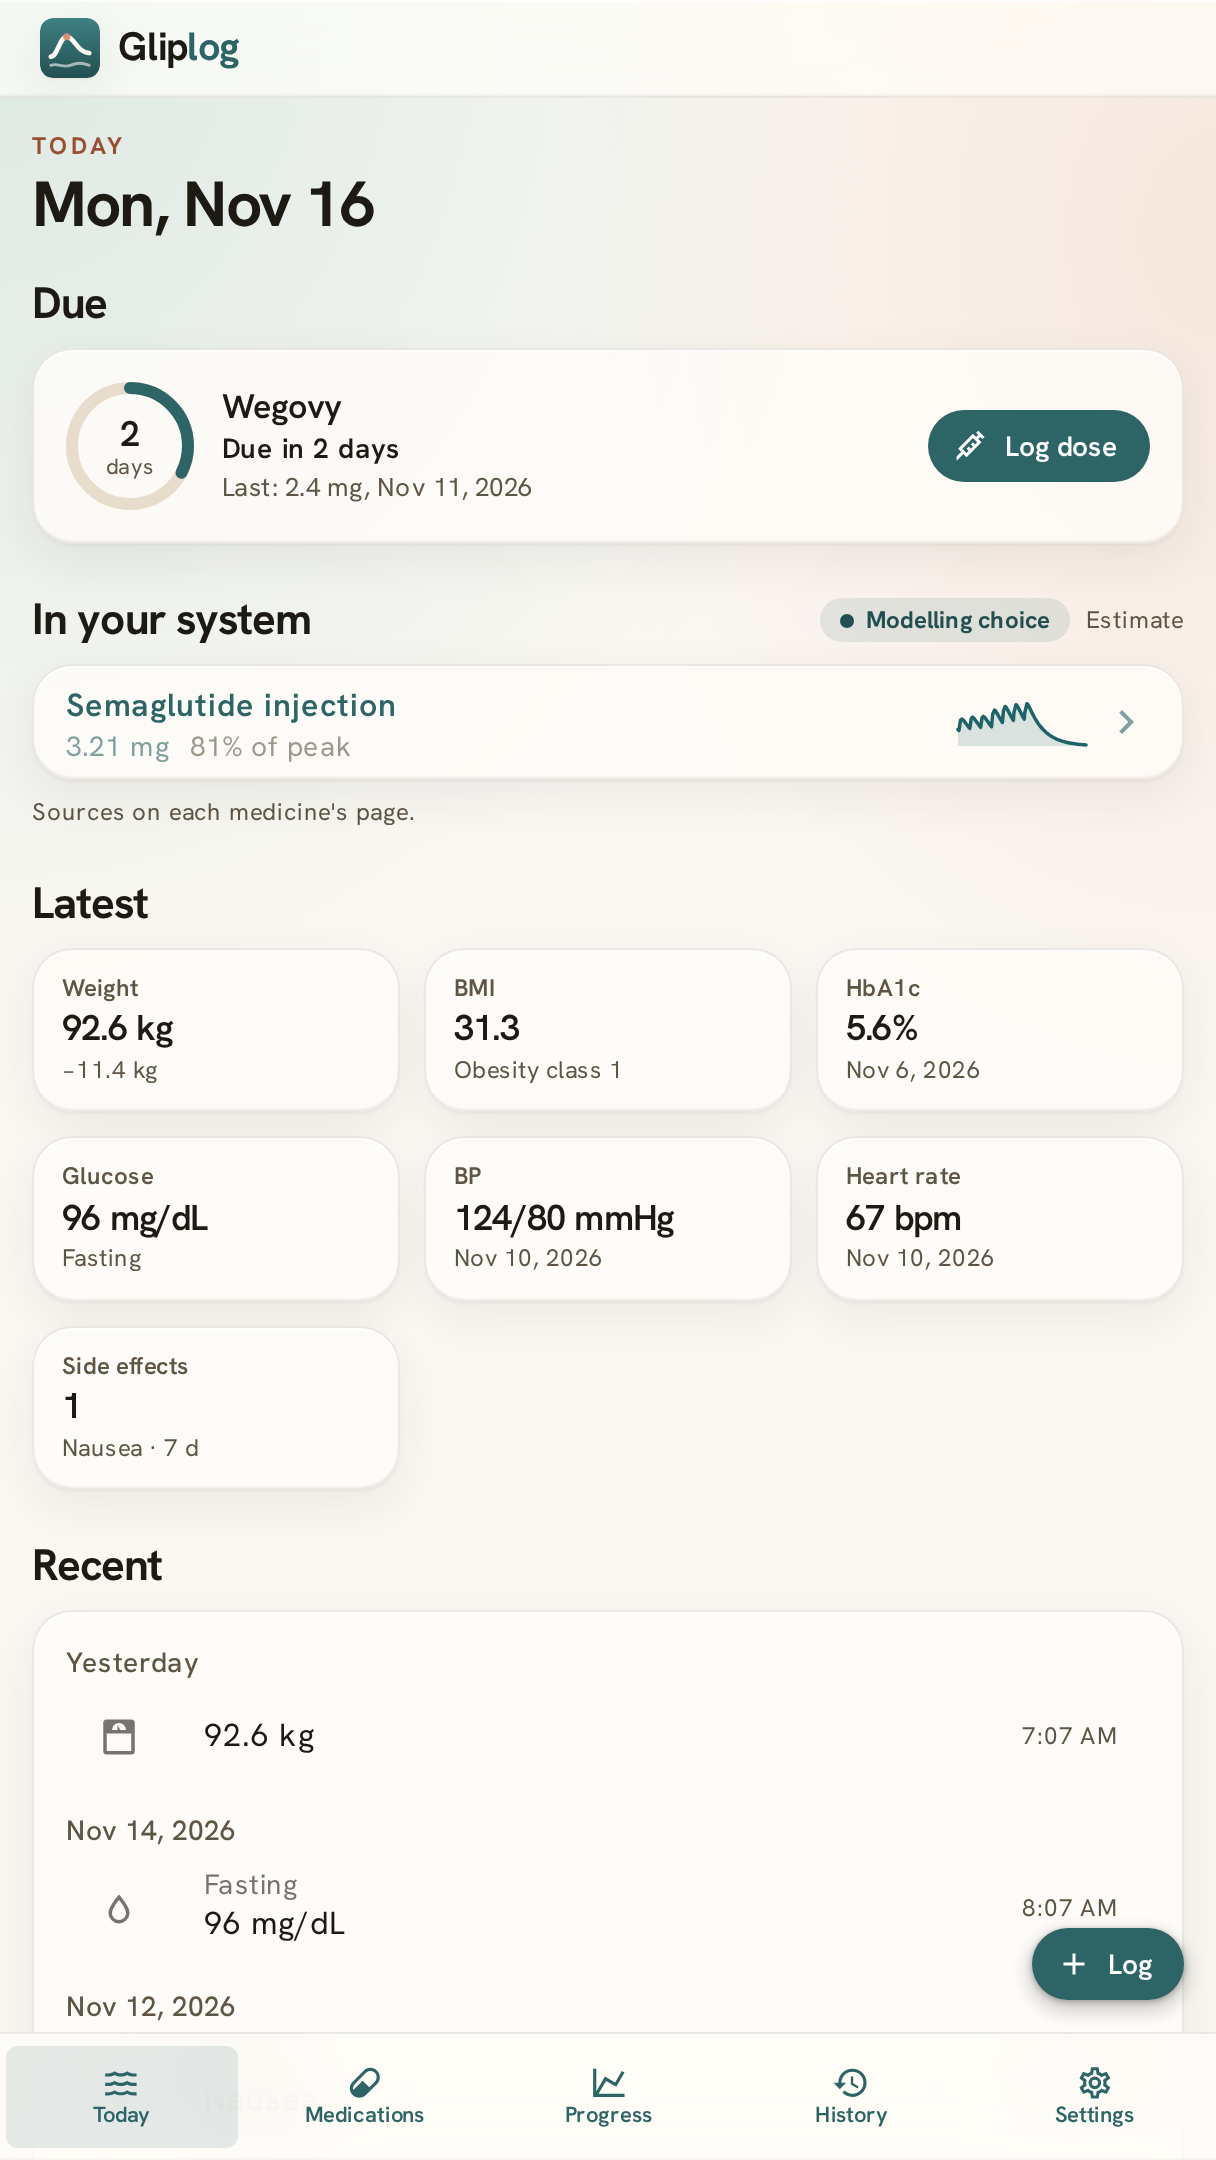 Gliplog
TODAY
Mon, Nov 16
Due
2
days
Wegovy
Due in 2 days
Last: 2.4 mg, Nov 11, 2026
Log dose
In your system
Modelling choice
Estimate
Semaglutide injection
3.21 mg 81% of peak
Sources on each medicine's page.
Latest
Weight
92.6 kg
−11.4 kg
BMI
31.3
Obesity class 1
HbA1c
5.6%
Nov 6, 2026
Glucose
96 mg/dL
Fasting
BP
124/80 mmHg
Nov 10, 2026
Heart rate
67 bpm
Nov 10, 2026
Side effects
1
Nausea · 7 d
Recent
Yesterday
92.6 kg
7:07 AM
Nov 14, 2026
Fasting
96 mg/dL
8:07 AM
Log
Nov 12, 2026
Nausea
Today
Medications
Progress
History
Settings